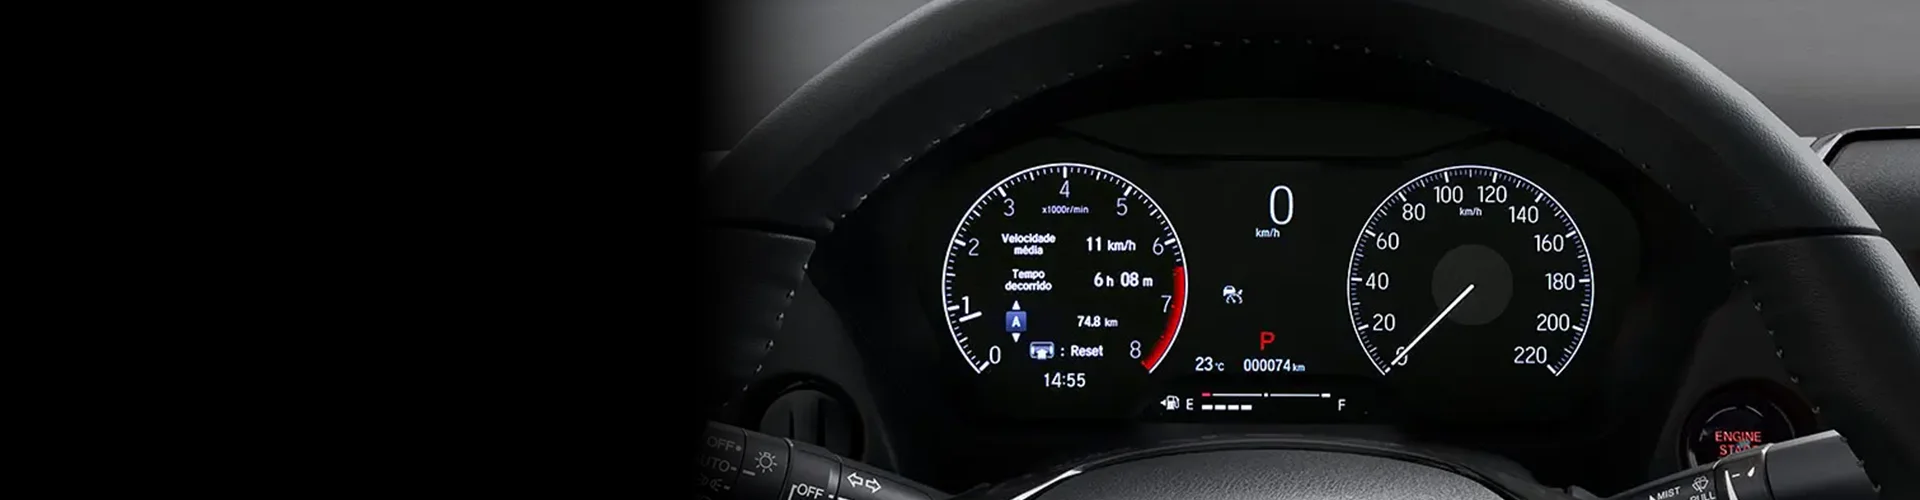 4
3
5
x1000r/min
2
6
Velocidade
média
11 km/h
Tempo
decorrido
6 h 08 m
1
7
A
74.8 km
: Reset
0
8
14:55
0
km/h
P
23°C
000074 km
E
F
100
120
80
km/h
140
60
160
40
180
20
200
0
220
OFF
AUTO
OFF
ENGINE
MIST
PULL